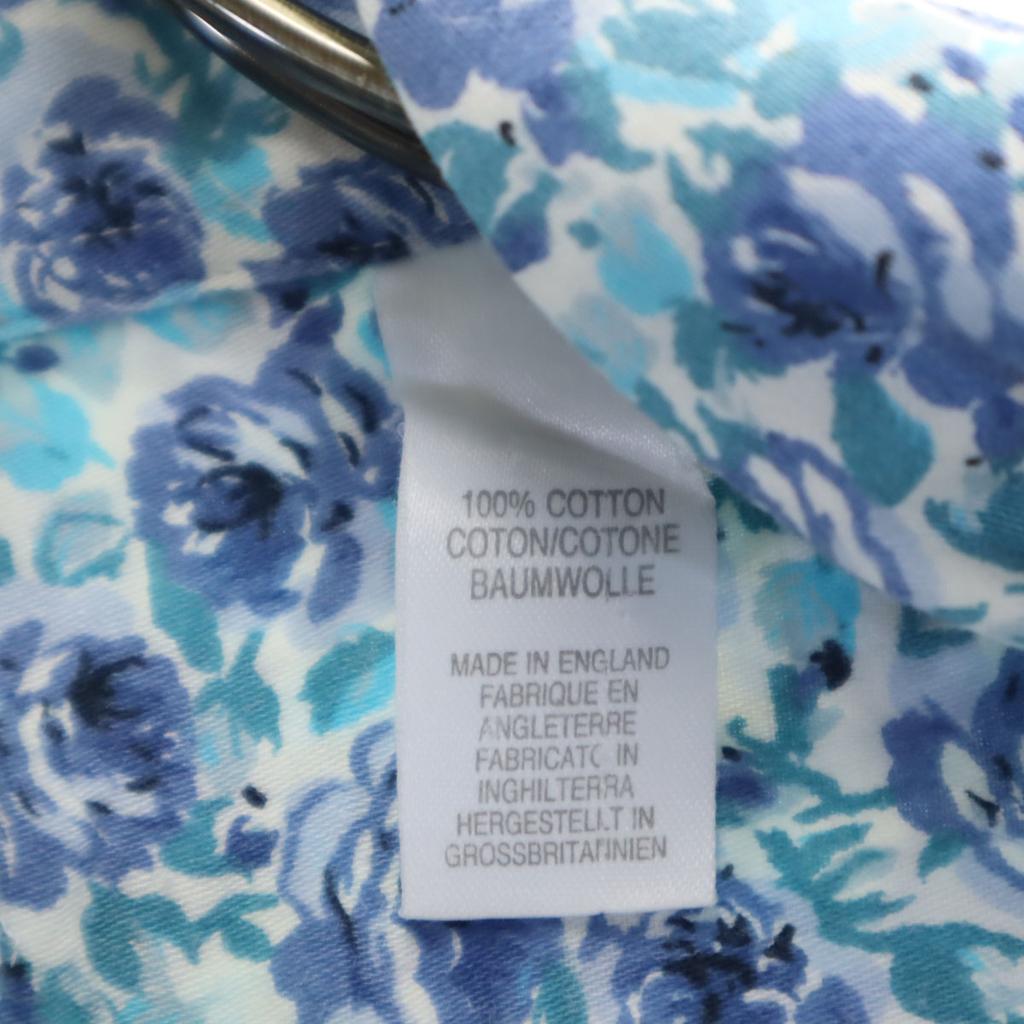 100% COTTON
COTON/COTONE
BAUMWOLLE
MADE IN ENGLAND
FABRIQUE EN
ANGLETERRE
FABRICATO IN
INGHILTERRA
HERGESTELLT IN
GROSSBRITANNIEN